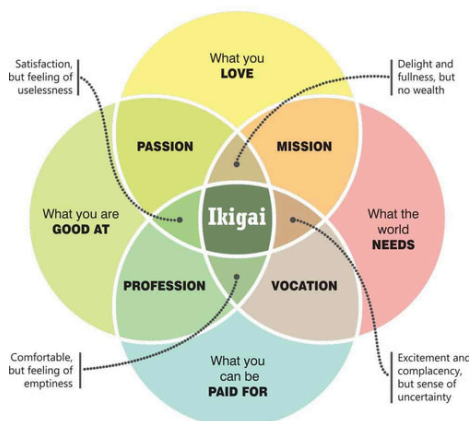 What you
LOVE
Satisfaction,
but feeling of
uselessness
Delight and
fullness, but
no wealth
PASSION
MISSION
What you are
GOOD AT
Ikigai
What the
world
NEEDS
PROFESSION
VOCATION
Comfortable,
but feeling of
emptiness
What you
can be
PAID FOR
Excitement and
complacency,
but sense of
uncertainty